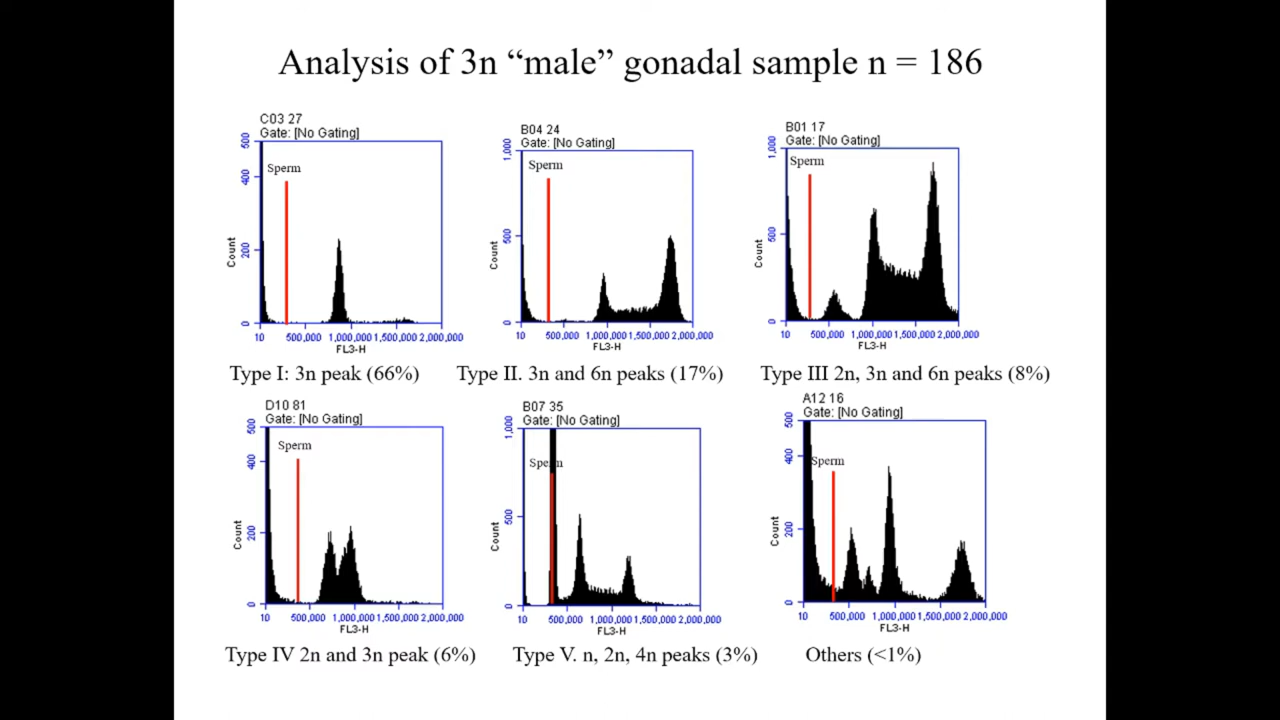 Analysis of 3n “male” gonadal sample n = 186
C03 27
Gate: [No Gating]
Sperm
Count
500
400
200
0
10 500,000 1,000,000 1,500,000 2,000,000
FL3-H
Type I: 3n peak (66%)
B04 24
Gate: [No Gating]
Sperm
Count
1,000
500
0
10 500,000 1,000,000 1,500,000 2,000,000
FL3-H
Type II. 3n and 6n peaks (17%)
B01 17
Gate: [No Gating]
Sperm
Count
1,000
500
0
10 500,000 1,000,000 1,500,000 2,000,000
FL3-H
Type III 2n, 3n and 6n peaks (8%)
D10 81
Gate: [No Gating]
Sperm
Count
500
400
200
0
10 500,000 1,000,000 1,500,000 2,000,000
FL3-H
Type IV 2n and 3n peak (6%)
B07 35
Gate: [No Gating]
Sperm
Count
1,000
500
0
10 500,000 1,000,000 1,500,000 2,000,000
FL3-H
Type V. n, 2n, 4n peaks (3%)
A12 16
Gate: [No Gating]
Sperm
Count
500
400
200
0
10 500,000 1,000,000 1,500,000 2,000,000
FL3-H
Others (<1%)